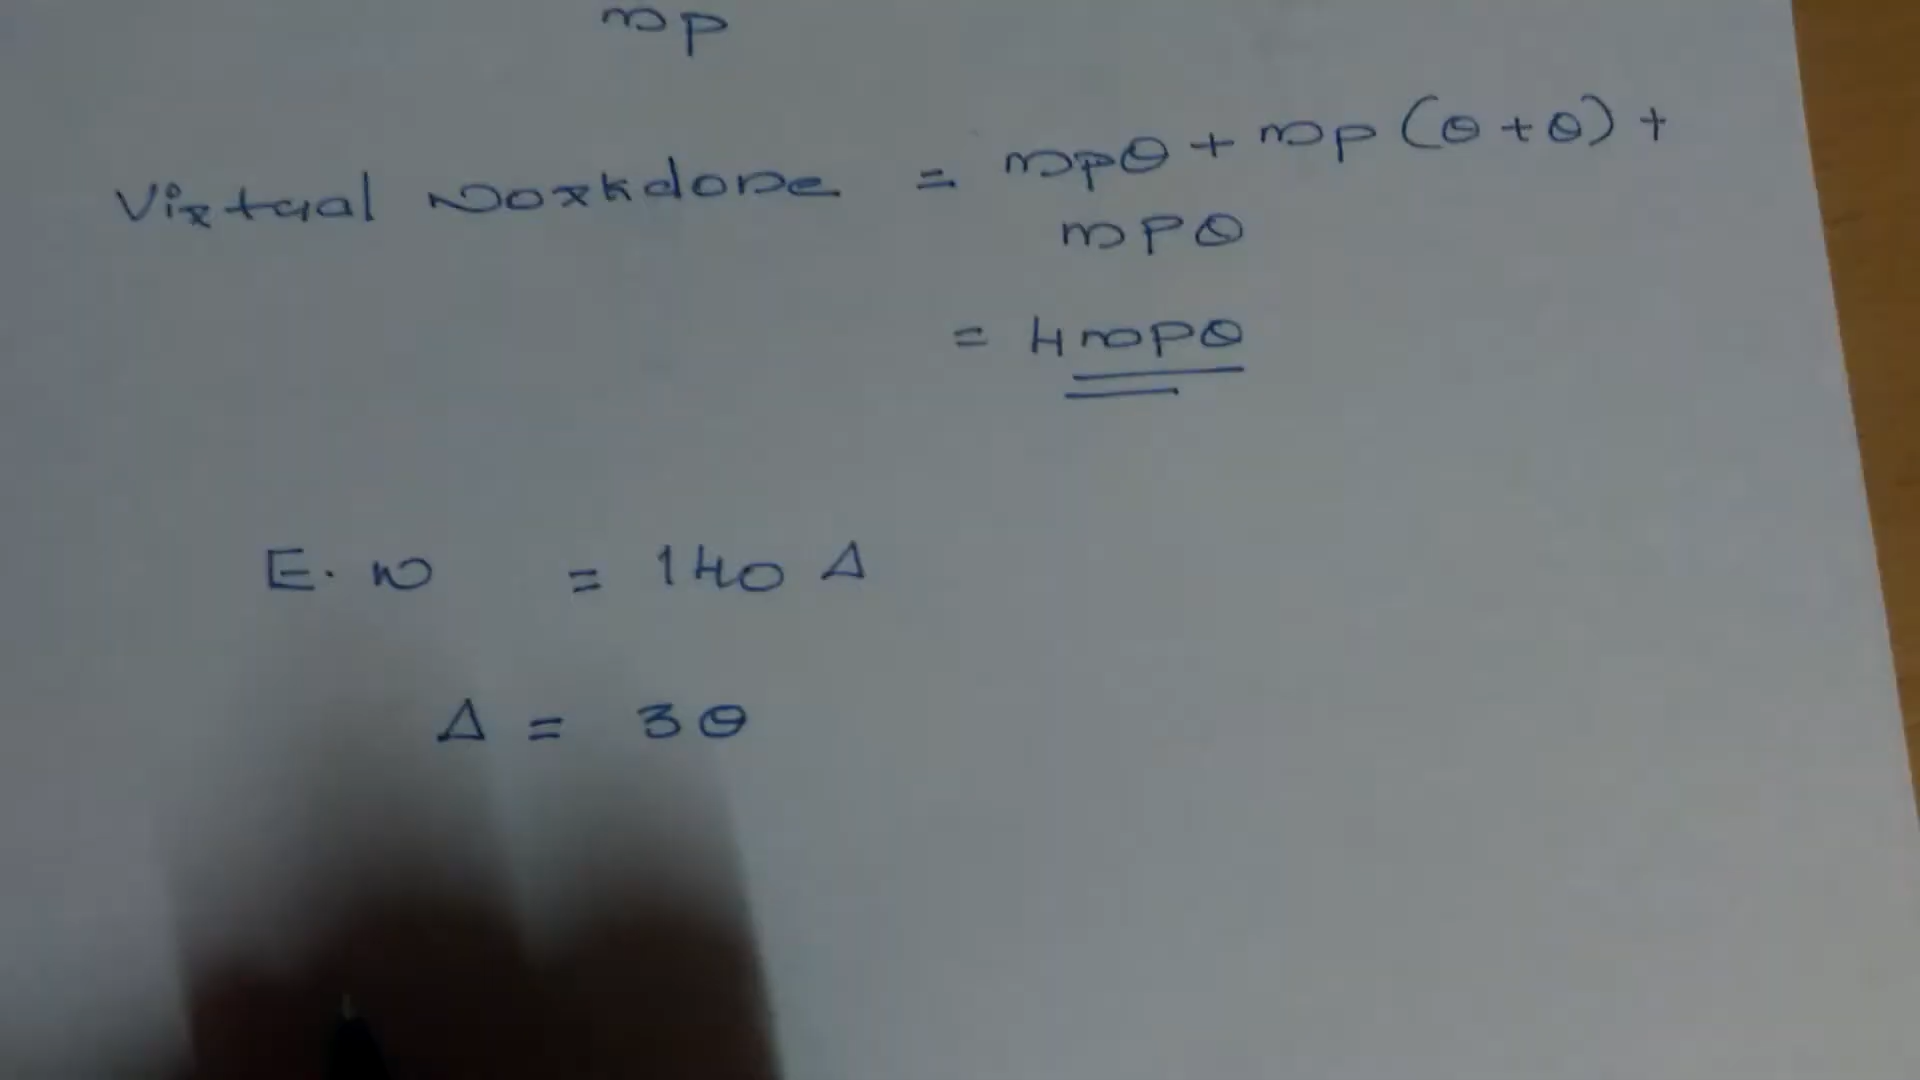 mp
Virtual Workdone = mpθ + mp (θ + θ) +
mpθ
= 4mpθ
E. W = 140 Δ
Δ = 3θ